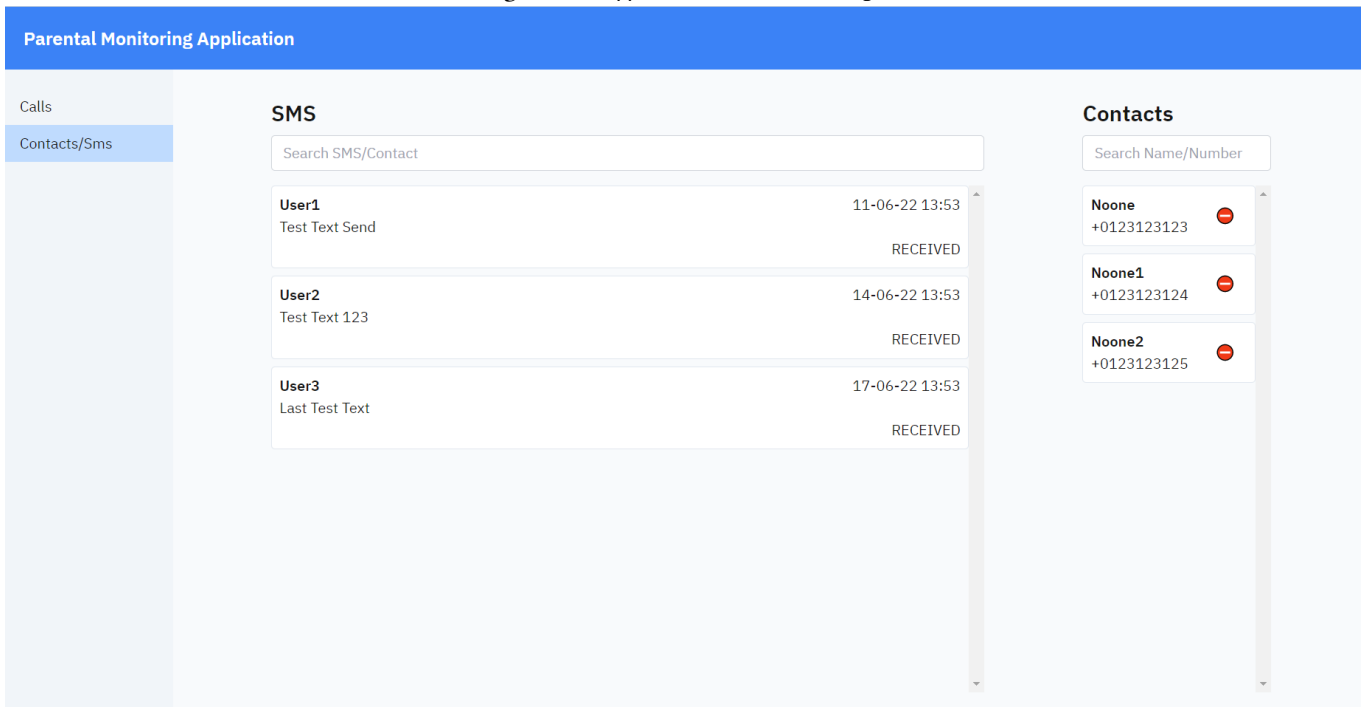 Parental Monitoring Application
Calls
Contacts/Sms
SMS
Search SMS/Contact
User1 11-06-22 13:53
Test Text Send
RECEIVED
User2 14-06-22 13:53
Test Text 123
RECEIVED
User3 17-06-22 13:53
Last Test Text
RECEIVED
Contacts
Search Name/Number
Noone
+0123123123
Noone1
+0123123124
Noone2
+0123123125